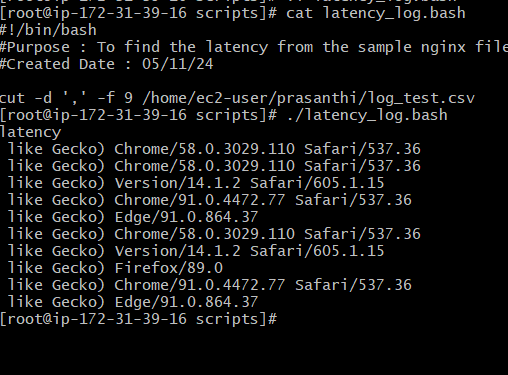 [root@ip-172-31-39-16 scripts]# cat latency_log.bash
#!/bin/bash
#Purpose : To find the latency from the sample nginx file
#Created Date : 05/11/24
cut -d ',' -f 9 /home/ec2-user/prasanthi/log_test.csv
[root@ip-172-31-39-16 scripts]# ./latency_log.bash
latency
like Gecko) Chrome/58.0.3029.110 Safari/537.36
like Gecko) Chrome/58.0.3029.110 Safari/537.36
like Gecko) Version/14.1.2 Safari/605.1.15
like Gecko) Chrome/91.0.4472.77 Safari/537.36
like Gecko) Edge/91.0.864.37
like Gecko) Chrome/58.0.3029.110 Safari/537.36
like Gecko) Version/14.1.2 Safari/605.1.15
like Gecko) Firefox/89.0
like Gecko) Chrome/91.0.4472.77 Safari/537.36
like Gecko) Edge/91.0.864.37
[root@ip-172-31-39-16 scripts]#